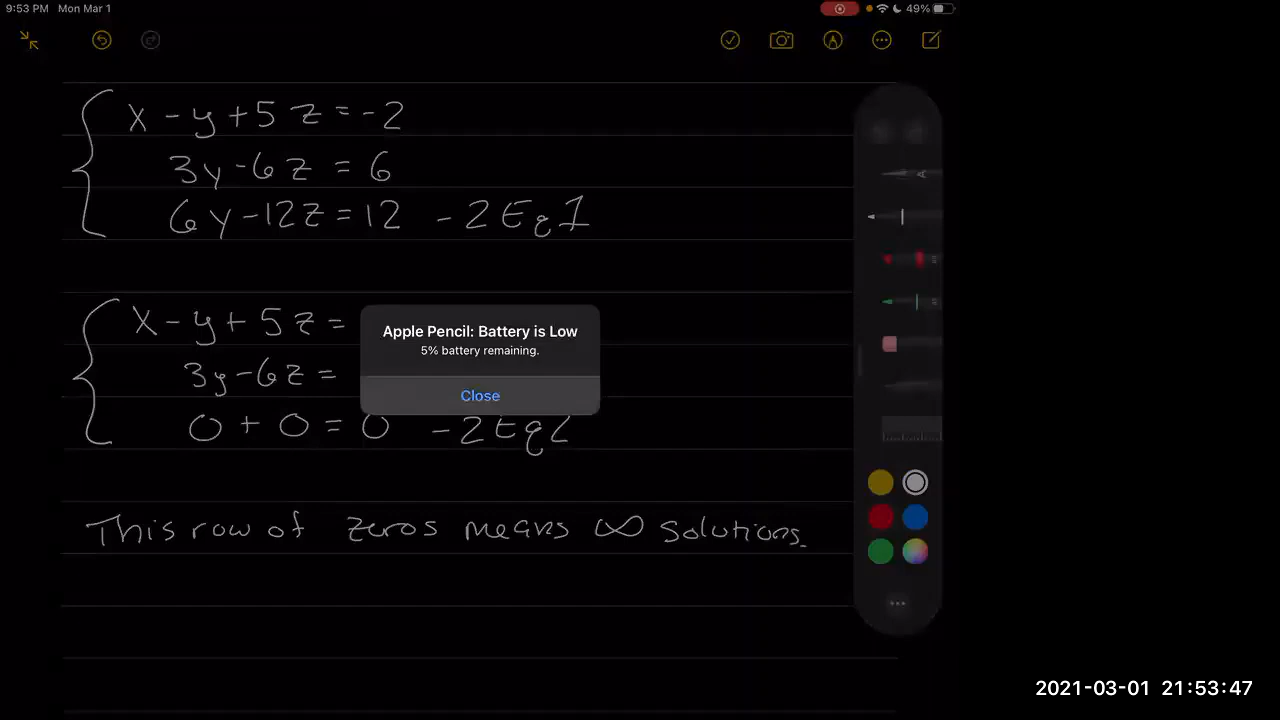 9:53 PM Mon Mar 1 49%
x - y + 5z = -2
3y - 6z = 6
6y - 12z = 12 - 2Eq1
x - y + 5z =
3y - 6z =
Apple Pencil: Battery is Low
5% battery remaining.
Close
0 + 0 = 0 - 2Eq2
This row of zeros means ∞ solutions.
2021-03-01 21:53:47